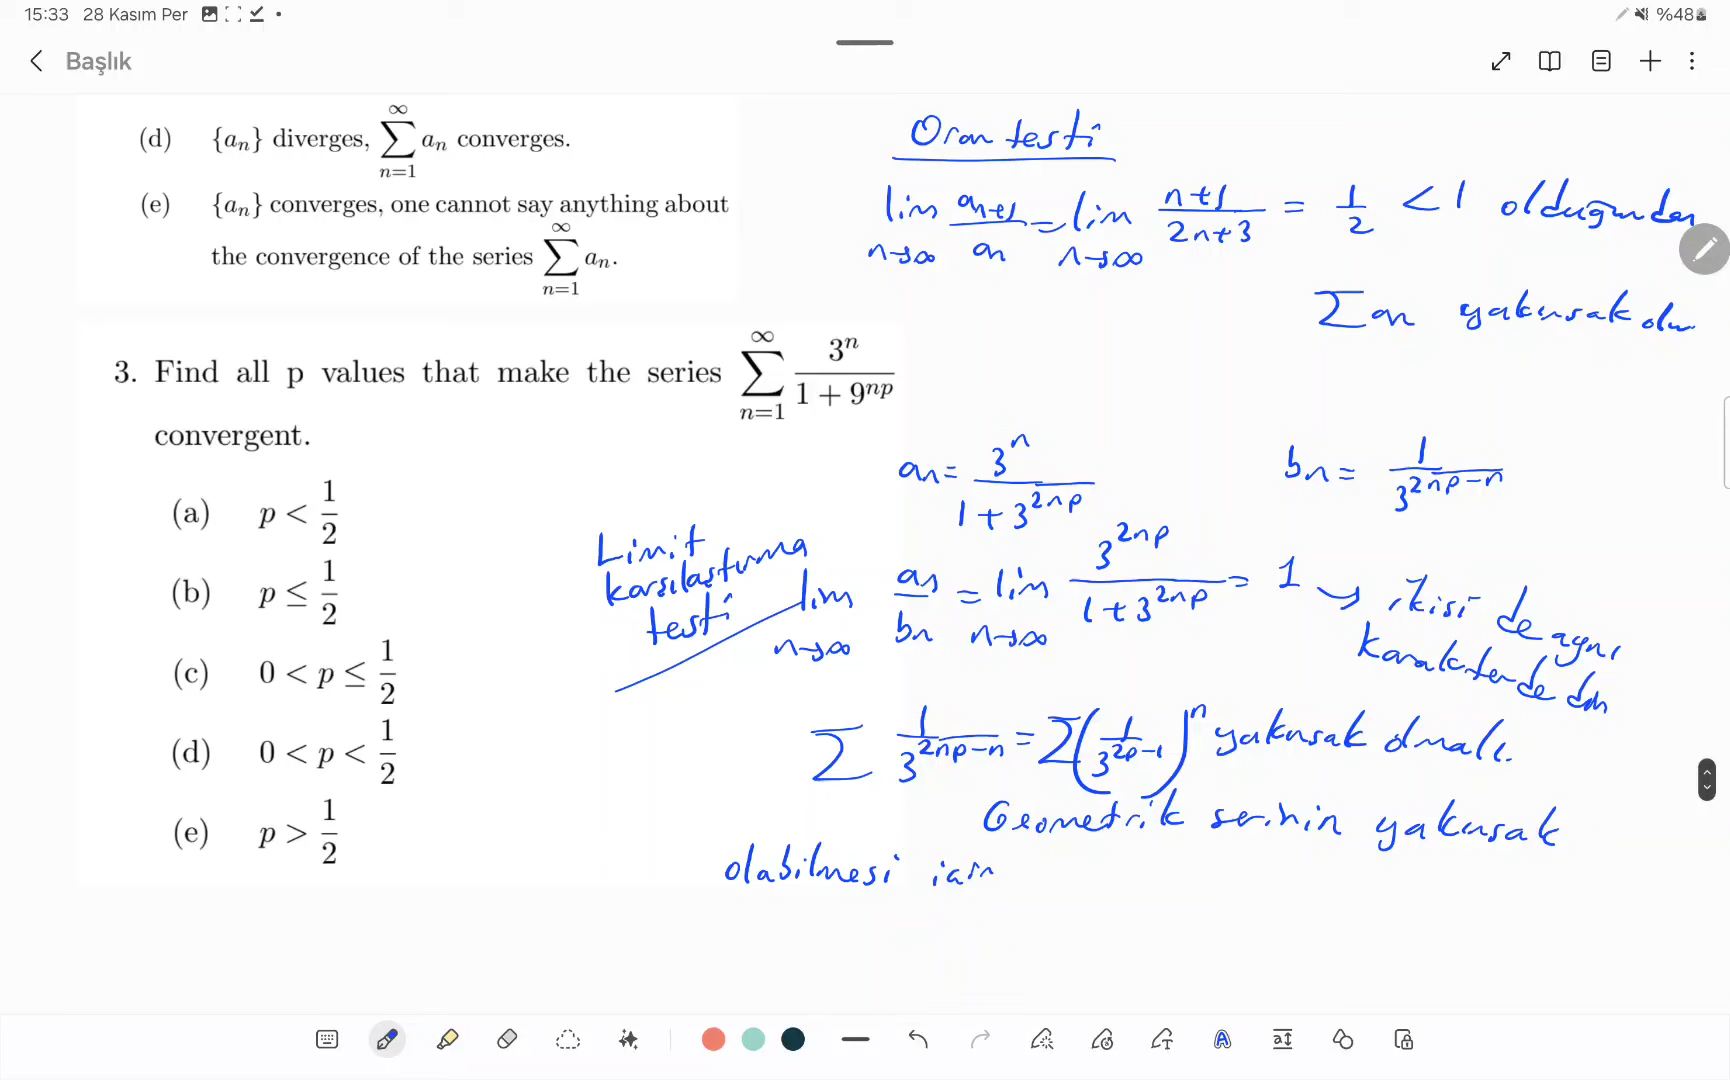 15:33 28 Kasım Per
%48
Başlık
(d) {aₙ} diverges, ∑_{n=1}^{∞} aₙ converges.
(e) {aₙ} converges, one cannot say anything about
the convergence of the series ∑_{n=1}^{∞} aₙ.
3. Find all p values that make the series ∑_{n=1}^{∞} 3ⁿ/(1 + 9^{np})
convergent.
(a) p < 1/2
(b) p ≤ 1/2
(c) 0 < p ≤ 1/2
(d) 0 < p < 1/2
(e) p > 1/2
Oran testi
lim_{n→∞} aₙ₊₁/aₙ = lim_{n→∞} (n+1)/(2n+3) = 1/2 < 1 olduğundan
∑aₙ yakınsak olur
aₙ = 3ⁿ/(1+3^{2np}) bₙ = 1/3^{2np-n}
Limit
karşılaştırma
testi
lim_{n→∞} aₙ/bₙ = lim_{n→∞} 3^{2np}/(1+3^{2np}) = 1 → ikisi de aynı
karakterde
∑ 1/3^{2np-n} = ∑(1/3^{2p-1})ⁿ yakınsak olmalı.
Geometrik serinin yakınsak
olabilmesi için